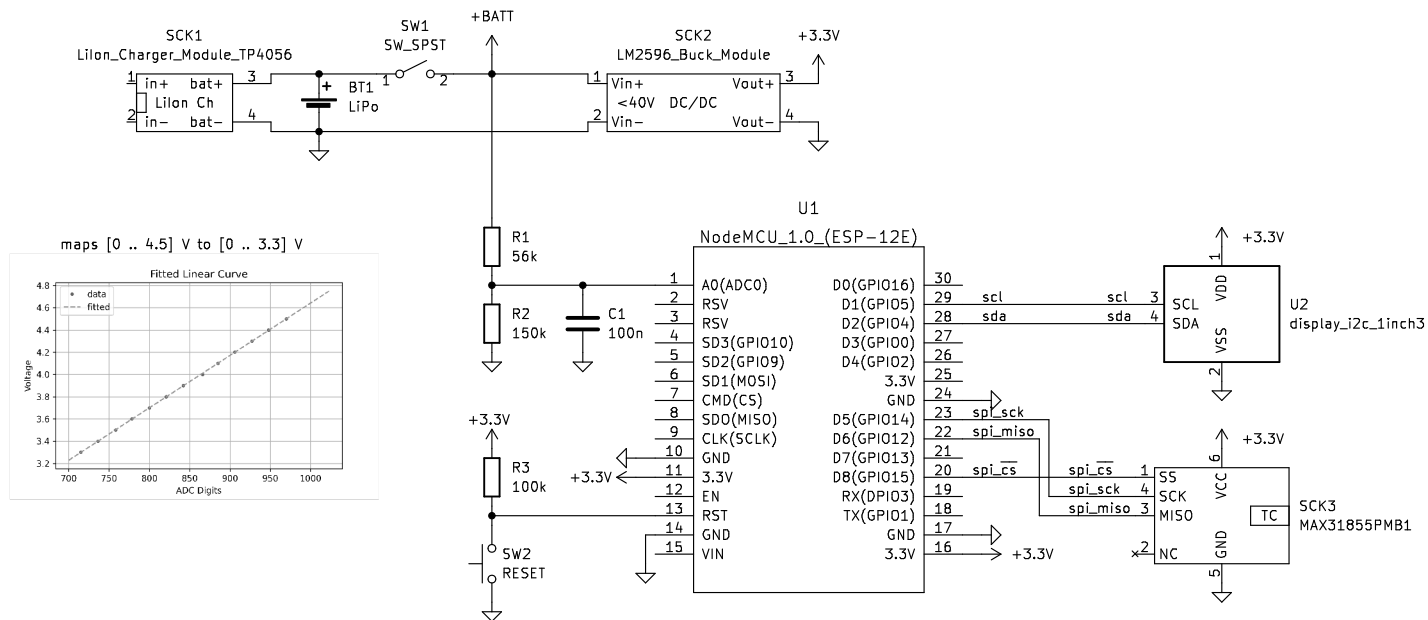 +BATT
SCK1
LiIon_Charger_Module_TP4056
1 in+ bat+ 3
LiIon Ch
2 in- bat- 4
BT1
LiPo
+
SW1
SW_SPST
1 2
SCK2
LM2596_Buck_Module
1 Vin+ Vout+ 3
<40V DC/DC
2 Vin- Vout- 4
+3.3V
maps [0 .. 4.5] V to [0 .. 3.3] V
Fitted Linear Curve
data
fitted
4.8
4.6
4.4
4.2
4.0
3.8
3.6
3.4
3.2
Voltage
700 750 800 850 900 950 1000
ADC Digits
R1
56k
R2
150k
C1
100n
+3.3V
R3
100k
SW2
RESET
U1
NodeMCU_1.0_(ESP-12E)
1 A0(ADC0) D0(GPIO16) 30
2 RSV D1(GPIO5) 29 scl
3 RSV D2(GPIO4) 28 sda
4 SD3(GPIO10) D3(GPIO0) 27
5 SD2(GPIO9) D4(GPIO2) 26
6 SD1(MOSI) 3.3V 25
7 CMD(CS) GND 24
8 SD0(MISO) D5(GPIO14) 23 spi_sck
9 CLK(SCLK) D6(GPIO12) 22 spi_miso
10 GND D7(GPIO13) 21
+3.3V 11 3.3V D8(GPIO15) 20 spi_cs
12 EN RX(DPIO3) 19
13 RST TX(GPIO1) 18
14 GND GND 17
15 VIN 3.3V 16 +3.3V
+3.3V
1
VDD
scl 3 SCL
sda 4 SDA
VSS
2
U2
display_i2c_1inch3
+3.3V
6
VCC
spi_cs 1 SS
spi_sck 4 SCK
spi_miso 3 MISO
2 NC
TC
GND
5
SCK3
MAX31855PMB1